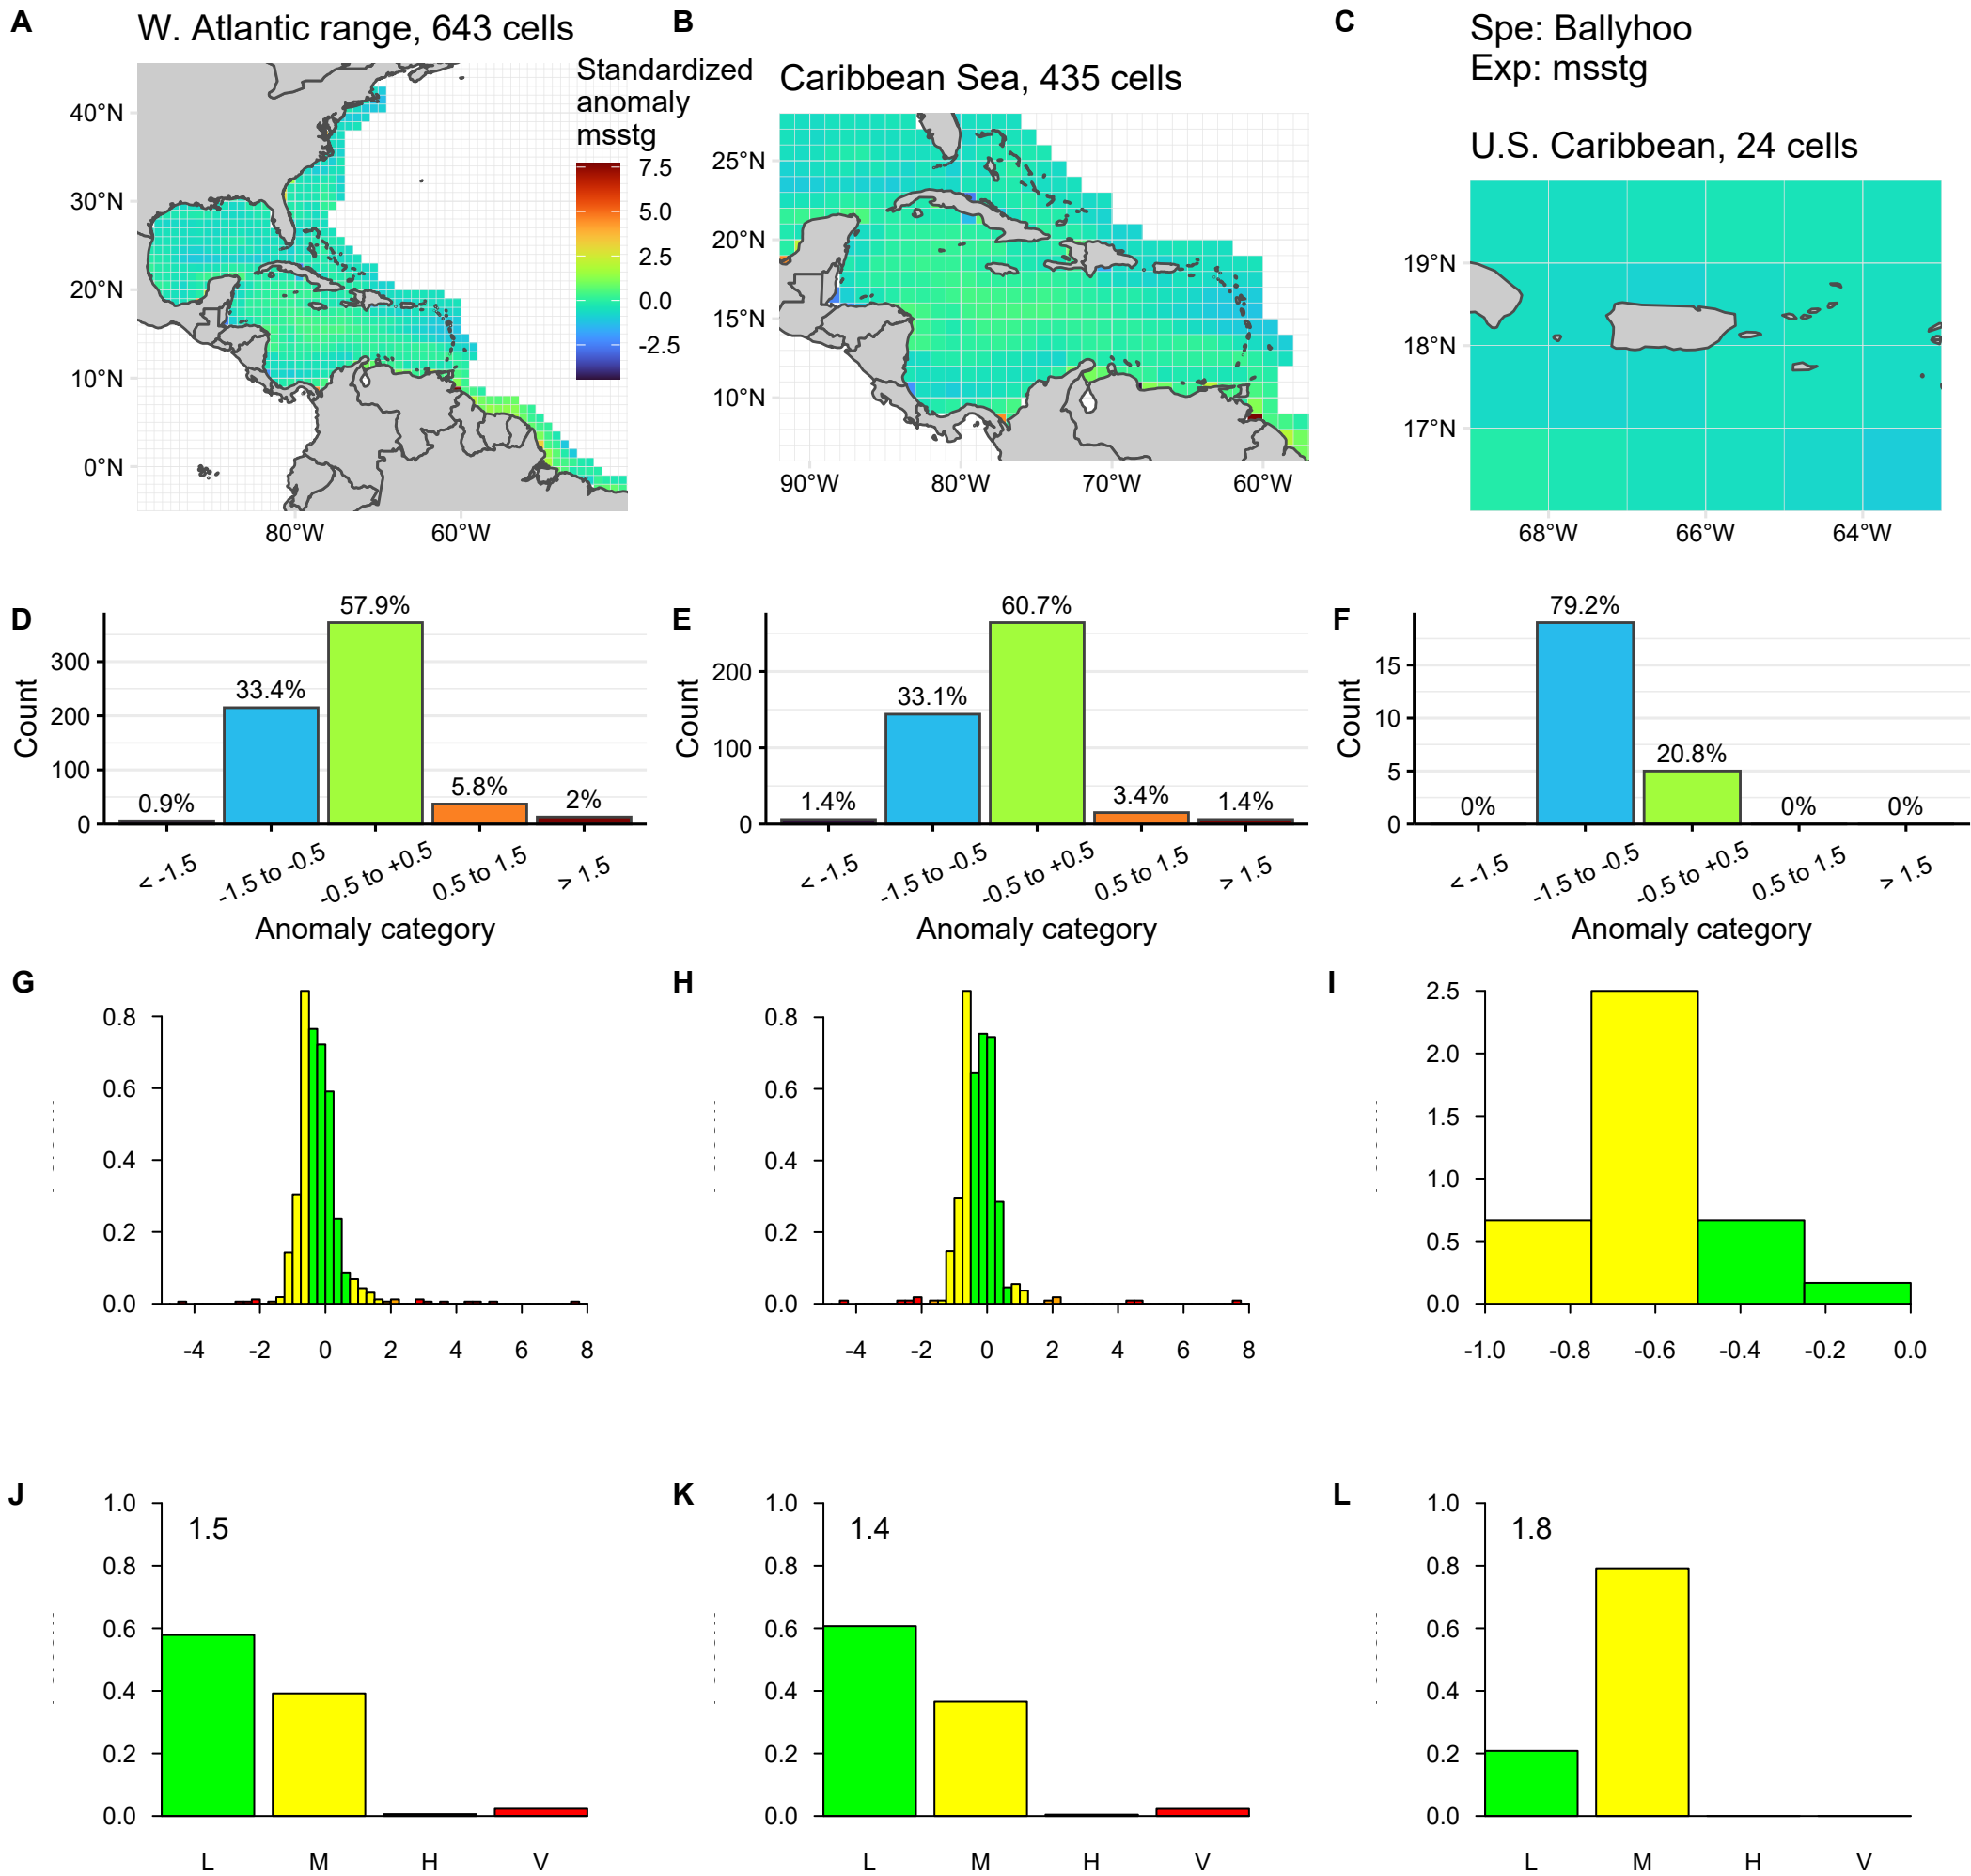 A
W. Atlantic range, 643 cells
Standardized
anomaly
msstg
7.5
5.0
2.5
0.0
-2.5
40°N
30°N
20°N
10°N
0°N
80°W
60°W
B
Caribbean Sea, 435 cells
25°N
20°N
15°N
10°N
90°W
80°W
70°W
60°W
C
Spe: Ballyhoo
Exp: msstg
U.S. Caribbean, 24 cells
19°N
18°N
17°N
68°W
66°W
64°W
D
Count
300
200
100
0
0.9%
33.4%
57.9%
5.8%
2%
< -1.5
-1.5 to -0.5
-0.5 to +0.5
0.5 to 1.5
> 1.5
Anomaly category
E
Count
200
100
0
1.4%
33.1%
60.7%
3.4%
1.4%
< -1.5
-1.5 to -0.5
-0.5 to +0.5
0.5 to 1.5
> 1.5
Anomaly category
F
Count
15
10
5
0
0%
79.2%
20.8%
0%
0%
< -1.5
-1.5 to -0.5
-0.5 to +0.5
0.5 to 1.5
> 1.5
Anomaly category
G
0.8
0.6
0.4
0.2
0.0
-4 -2 0 2 4 6 8
H
0.8
0.6
0.4
0.2
0.0
-4 -2 0 2 4 6 8
I
2.5
2.0
1.5
1.0
0.5
0.0
-1.0 -0.8 -0.6 -0.4 -0.2 0.0
J
1.0
0.8
0.6
0.4
0.2
0.0
1.5
L M H V
K
1.0
0.8
0.6
0.4
0.2
0.0
1.4
L M H V
L
1.0
0.8
0.6
0.4
0.2
0.0
1.8
L M H V